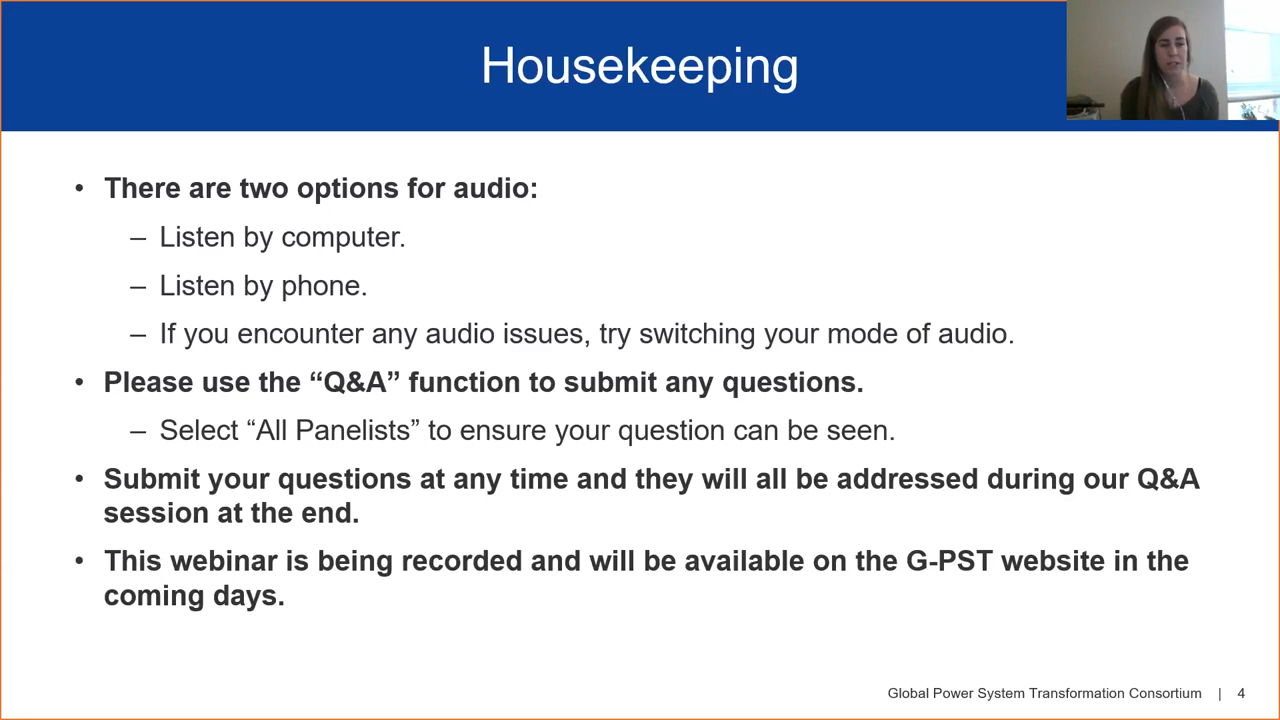 Housekeeping
• There are two options for audio:
– Listen by computer.
– Listen by phone.
– If you encounter any audio issues, try switching your mode of audio.
• Please use the “Q&A” function to submit any questions.
– Select “All Panelists” to ensure your question can be seen.
• Submit your questions at any time and they will all be addressed during our Q&A
session at the end.
• This webinar is being recorded and will be available on the G-PST website in the
coming days.
Global Power System Transformation Consortium | 4